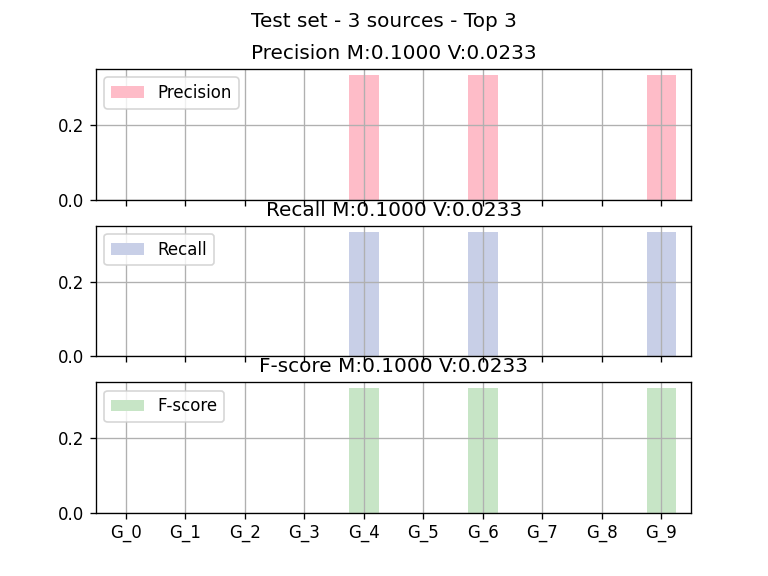 Test set - 3 sources - Top 3
Precision M:0.1000 V:0.0233
Precision
0.2
0.0
Recall M:0.1000 V:0.0233
Recall
0.2
0.0
F-score M:0.1000 V:0.0233
F-score
0.2
0.0
G_0 G_1 G_2 G_3 G_4 G_5 G_6 G_7 G_8 G_9